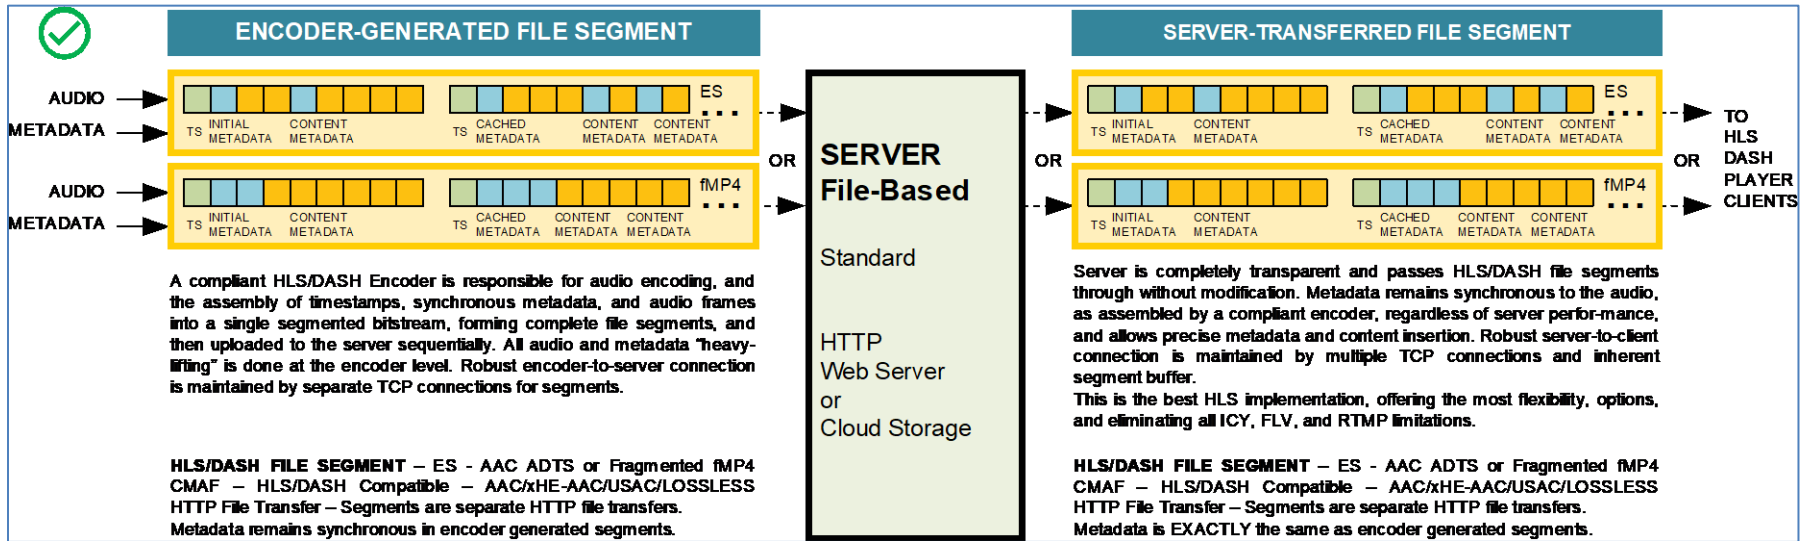 ENCODER-GENERATED FILE SEGMENT
AUDIO
METADATA
ES
...
TS INITIAL METADATA CONTENT METADATA
TS CACHED METADATA CONTENT METADATA CONTENT METADATA
AUDIO
METADATA
fMP4
...
TS INITIAL METADATA CONTENT METADATA
TS CACHED METADATA CONTENT METADATA CONTENT METADATA
A compliant HLS/DASH Encoder is responsible for audio encoding, and
the assembly of timestamps, synchronous metadata, and audio frames
into a single segmented bitstream, forming complete file segments, and
then uploaded to the server sequentially. All audio and metadata "heavy-
lifting" is done at the encoder level. Robust encoder-to-server connection
is maintained by separate TCP connections for segments.
HLS/DASH FILE SEGMENT – ES - AAC ADTS or Fragmented fMP4
CMAF – HLS/DASH Compatible – AAC/xHE-AAC/USAC/LOSSLESS
HTTP File Transfer – Segments are separate HTTP file transfers.
Metadata remains synchronous in encoder generated segments.
OR
SERVER
File-Based
Standard
HTTP
Web Server
or
Cloud Storage
OR
SERVER-TRANSFERRED FILE SEGMENT
ES
...
TS INITIAL METADATA CONTENT METADATA
TS CACHED METADATA CONTENT METADATA CONTENT METADATA
fMP4
...
TS INITIAL METADATA CONTENT METADATA
TS CACHED METADATA CONTENT METADATA CONTENT METADATA
OR
TO
HLS
DASH
PLAYER
CLIENTS
Server is completely transparent and passes HLS/DASH file segments
through without modification. Metadata remains synchronous to the audio,
as assembled by a compliant encoder, regardless of server perfor-mance,
and allows precise metadata and content insertion. Robust server-to-client
connection is maintained by multiple TCP connections and inherent
segment buffer.
This is the best HLS implementation, offering the most flexibility, options,
and eliminating all ICY, FLV, and RTMP limitations.
HLS/DASH FILE SEGMENT – ES - AAC ADTS or Fragmented fMP4
CMAF – HLS/DASH Compatible – AAC/xHE-AAC/USAC/LOSSLESS
HTTP File Transfer – Segments are separate HTTP file transfers.
Metadata is EXACTLY the same as encoder generated segments.